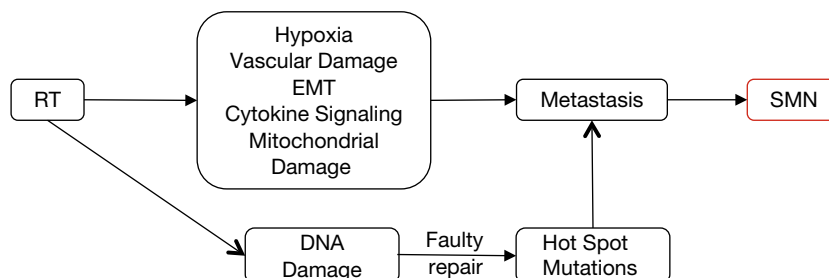 Hypoxia
Vascular Damage
EMT
Cytokine Signaling
Mitochondrial
Damage
RT
Metastasis
SMN
DNA
Damage
Faulty
repair
Hot Spot
Mutations